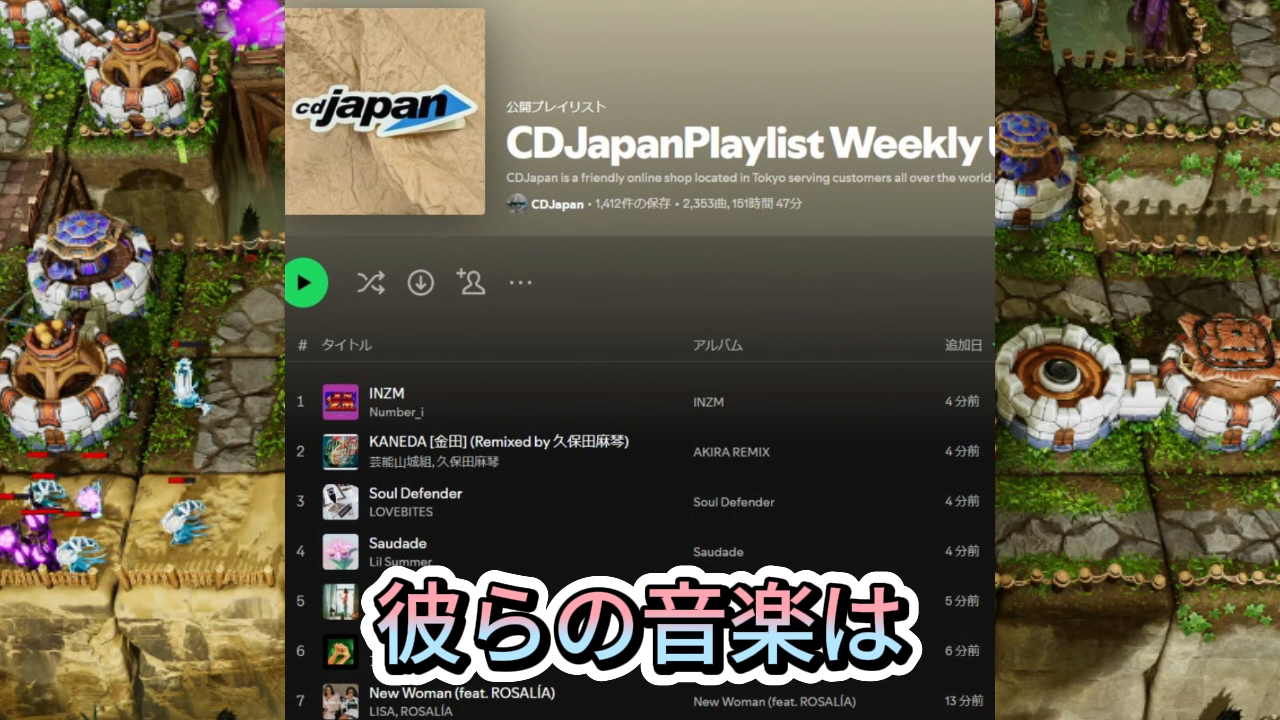 cdjapan
公開プレイリスト
CDJapanPlaylist Weekly
CDJapan is a friendly online shop located in Tokyo serving customers all over the world.
CDJapan • 1,412件の保存 • 2,353曲, 151時間 47分
# タイトル アルバム 追加日
1 INZM INZM 4 分前
Number_i
2 KANEDA [金田] (Remixed by 久保田麻琴) AKIRA REMIX 4 分前
芸能山城組, 久保田麻琴
3 Soul Defender Soul Defender 4 分前
LOVEBITES
4 Saudade Saudade 4 分前
Lil Summer
5 5 分前
6 6 分前
彼らの音楽は
7 New Woman (feat. ROSALÍA) New Woman (feat. ROSALÍA) 13 分前
LISA, ROSALÍA